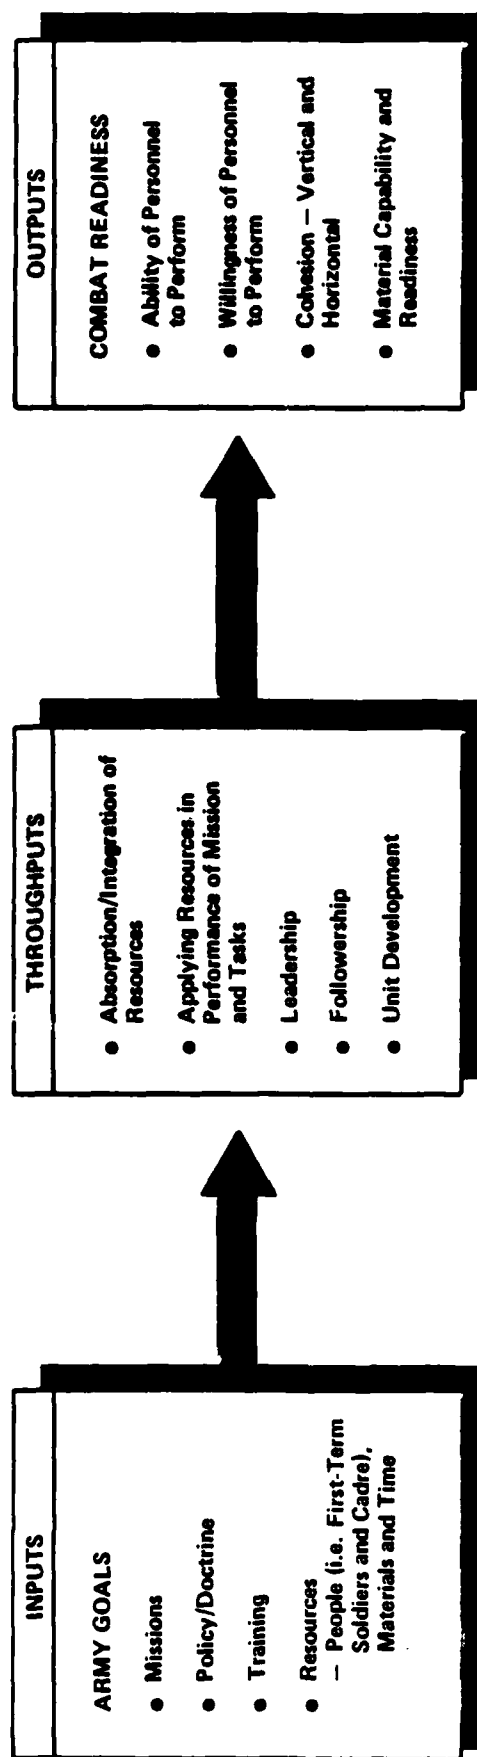 INPUTS
ARMY GOALS
● Missions
● Policy/Doctrine
● Training
● Resources
– People (i.e. First-Term
Soldiers and Cadre),
Materials and Time
THROUGHPUTS
● Absorption/Integration of
Resources
● Applying Resources in
Performance of Mission
and Tasks
● Leadership
● Followership
● Unit Development
OUTPUTS
COMBAT READINESS
● Ability of Personnel
to Perform
● Willingness of Personnel
to Perform
● Cohesion – Vertical and
Horizontal
● Material Capability and
Readiness